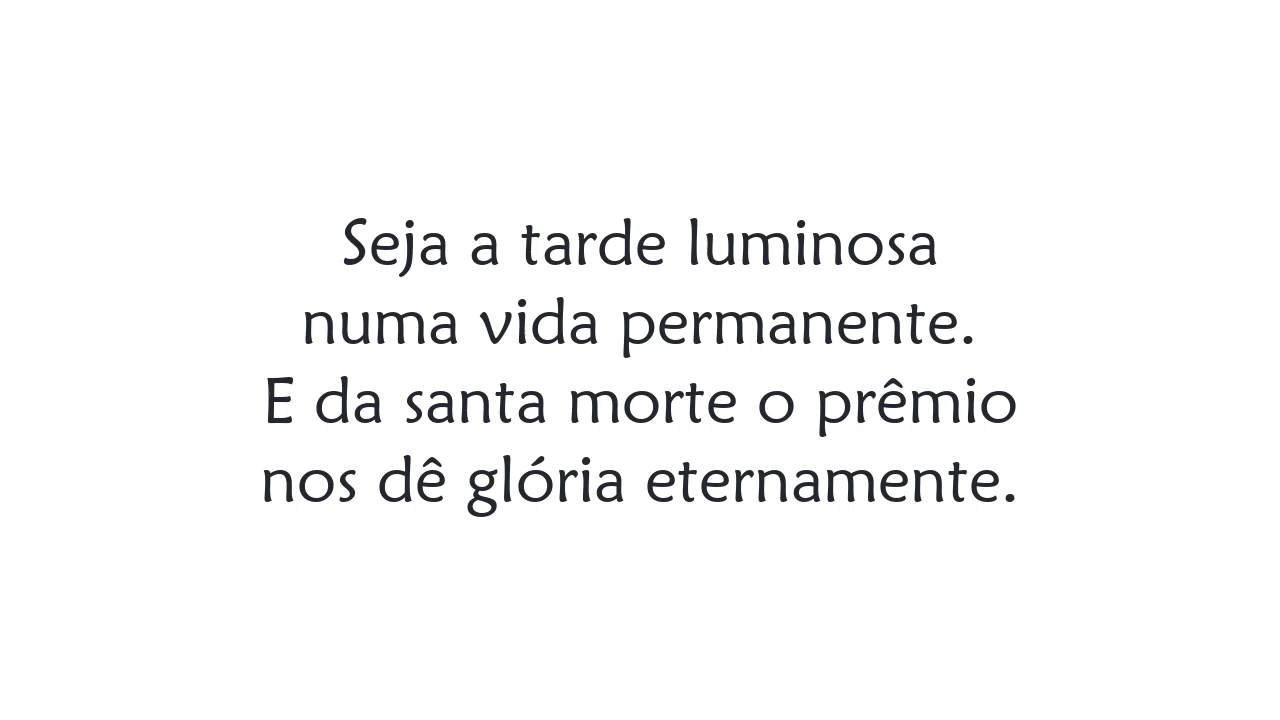 Seja a tarde luminosa
numa vida permanente.
E da santa morte o prêmio
nos dê glória eternamente.